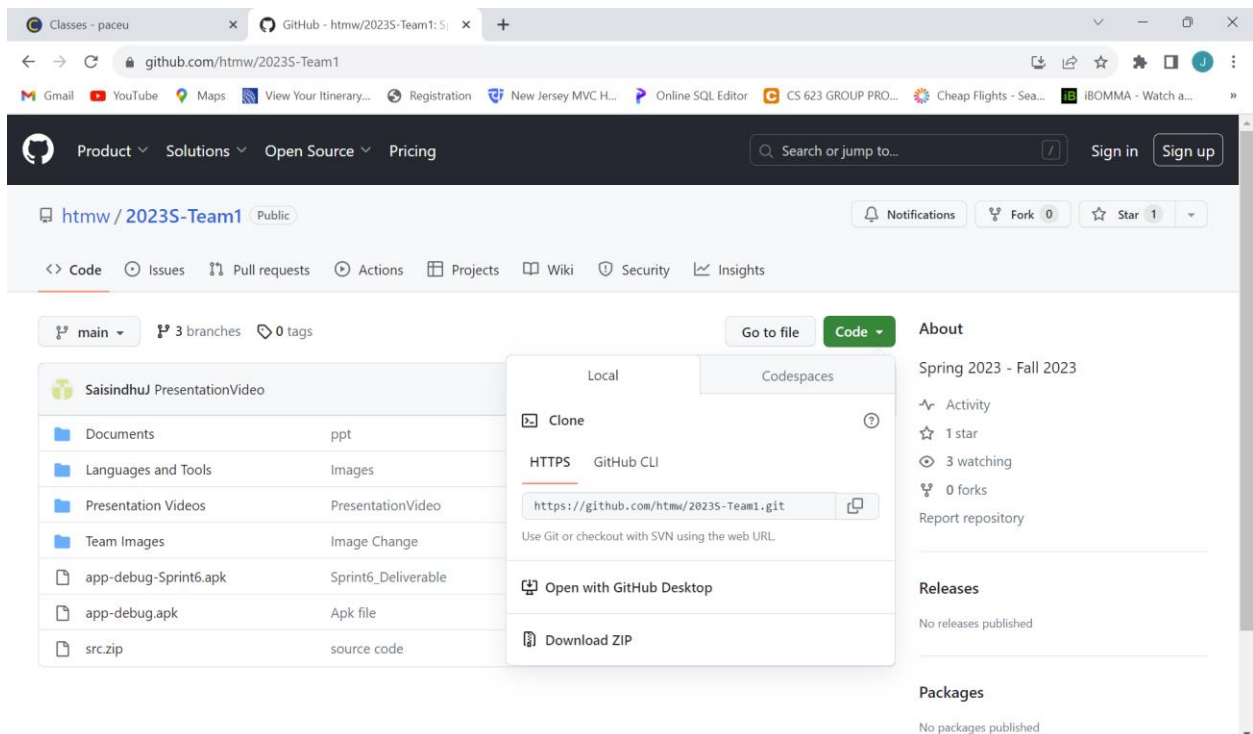 Classes - paceu
GitHub - htmw/2023S-Team1: S
github.com/htmw/2023S-Team1
Gmail YouTube Maps View Your Itinerary... Registration New Jersey MVC H... Online SQL Editor CS 623 GROUP PRO... Cheap Flights - Sea... iBOMMA - Watch a... »
Product Solutions Open Source Pricing Search or jump to... / Sign in Sign up
htmw / 2023S-Team1 Public Notifications Fork 0 Star 1
Code Issues Pull requests Actions Projects Wiki Security Insights
main 3 branches 0 tags Go to file Code About
Spring 2023 - Fall 2023
SaisindhuJ PresentationVideo Local Codespaces
Activity
Documents ppt Clone 1 star
Languages and Tools Images HTTPS GitHub CLI 3 watching
0 forks
Presentation Videos PresentationVideo https://github.com/htmw/2023S-Team1.git Report repository
Team Images Image Change Use Git or checkout with SVN using the web URL.
app-debug-Sprint6.apk Sprint6_Deliverable Open with GitHub Desktop Releases
app-debug.apk Apk file No releases published
src.zip source code Download ZIP
Packages
No packages published